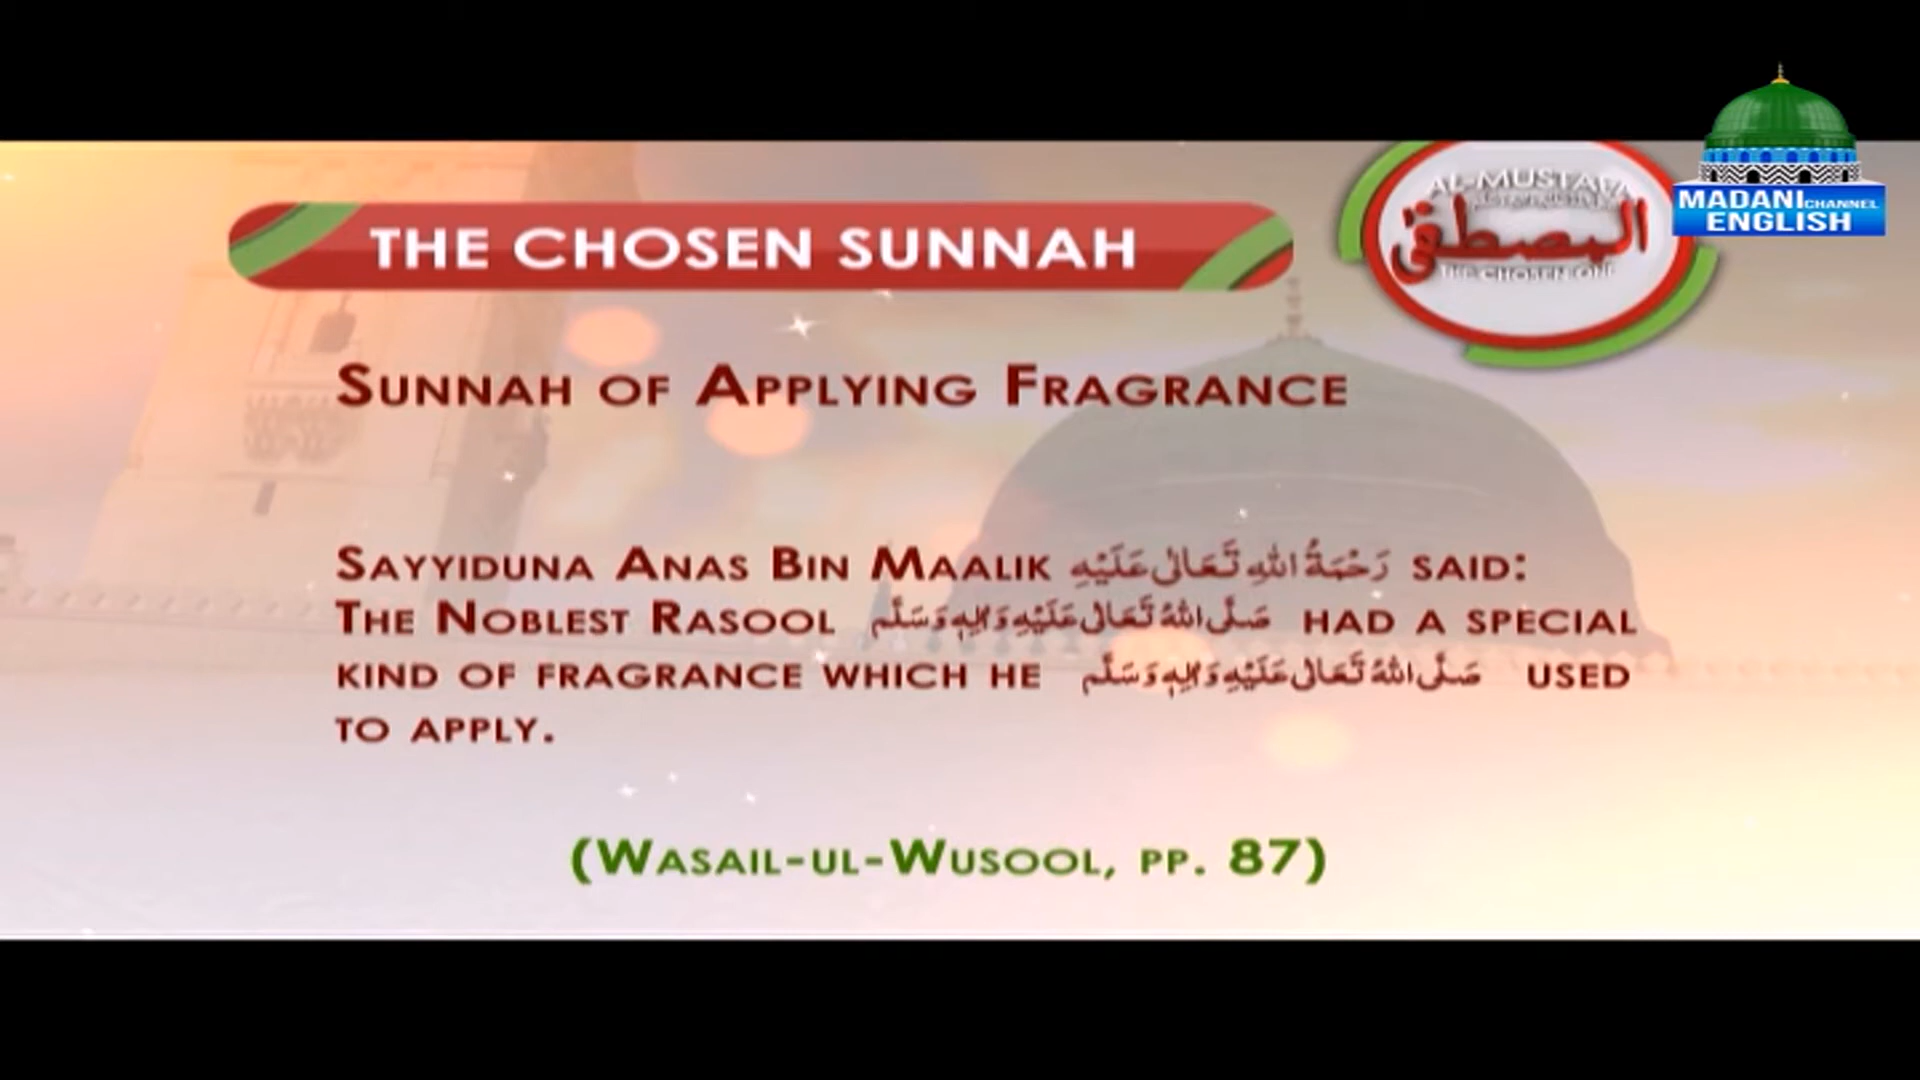 MADANI CHANNEL
ENGLISH
AL-MUSTAFA
المصطفى
THE CHOSEN ONE
THE CHOSEN SUNNAH
SUNNAH OF APPLYING FRAGRANCE
SAYYIDUNA ANAS BIN MAALIK رَحْمَةُ اللهِ تَعَالٰی عَلَيْهِ SAID:
THE NOBLEST RASOOL صَلَّى اللهُ تَعَالٰی عَلَيْهِ وَاٰلِهٖ وَسَلَّم HAD A SPECIAL
KIND OF FRAGRANCE WHICH HE صَلَّى اللهُ تَعَالٰی عَلَيْهِ وَاٰلِهٖ وَسَلَّم USED
TO APPLY.
(WASAIL-UL-WUSOOL, PP. 87)